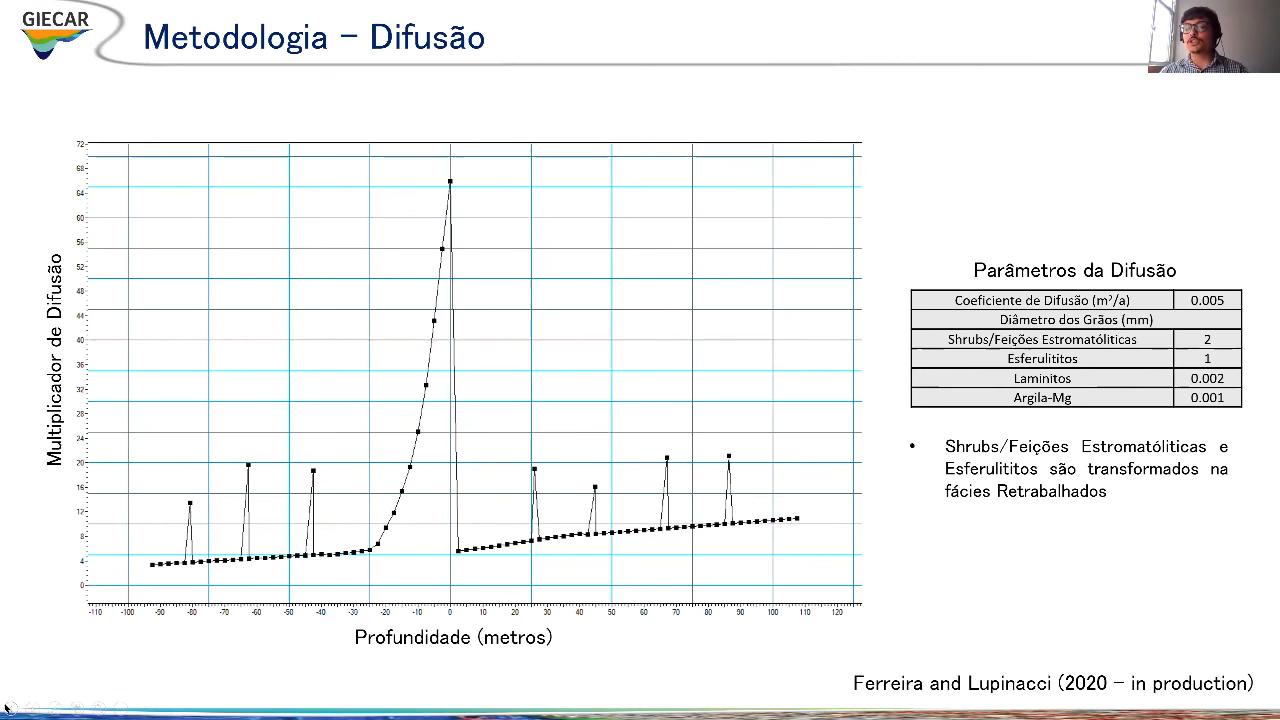 GIECAR
Metodologia – Difusão
72
68
64
60
56
52
48
44
40
36
32
28
24
20
16
12
8
4
0
Multiplicador de Difusão
-110 -100 -90 -80 -70 -60 -50 -40 -30 -20 -10 0 10 20 30 40 50 60 70 80 90 100 110 120
Profundidade (metros)
Parâmetros da Difusão
Coeficiente de Difusão (m²/a) 0.005
Diâmetro dos Grãos (mm)
Shrubs/Feições Estromatóliticas 2
Esferulititos 1
Laminitos 0.002
Argila-Mg 0.001
• Shrubs/Feições Estromatóliticas e
Esferulititos são transformados na
fácies Retrabalhados
Ferreira and Lupinacci (2020 – in production)